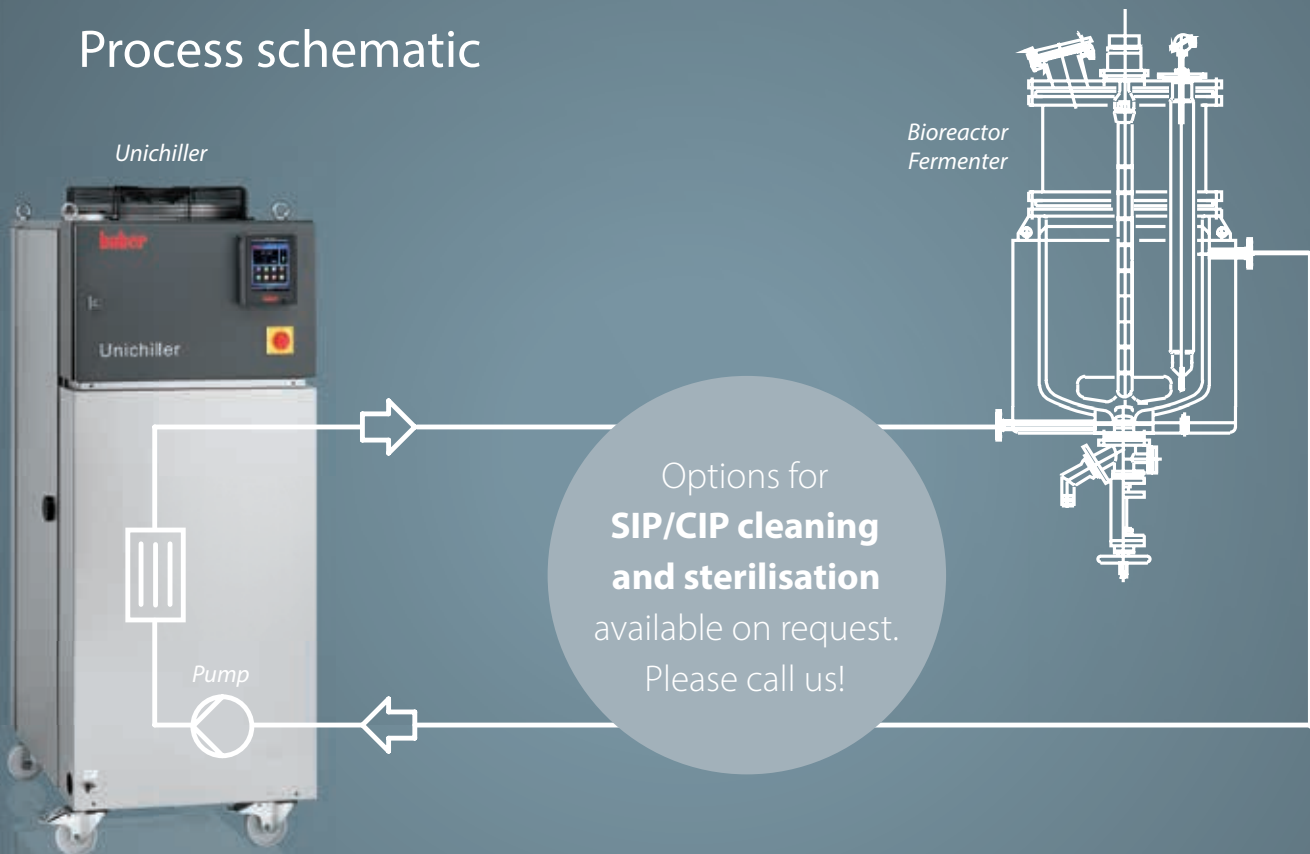 Process schematic
Unichiller
Bioreactor
Fermenter
huber
Unichiller
Options for
SIP/CIP cleaning
and sterilisation
available on request.
Please call us!
Pump